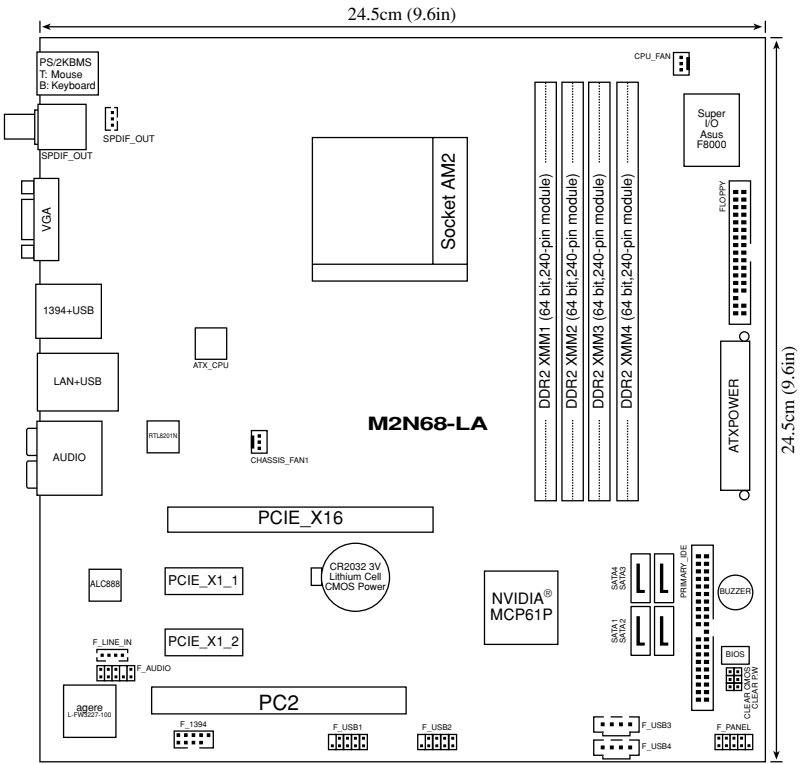 24.5cm (9.6in)
PS/2KBMS
T: Mouse
B: Keyboard
CPU_FAN
SPDIF_OUT
SPDIF_OUT
Super
I/O
Asus
F8000
Socket AM2
VGA
FLOPPY
DDR2 XMM1 (64 bit,240-pin module)
DDR2 XMM2 (64 bit,240-pin module)
DDR2 XMM3 (64 bit,240-pin module)
DDR2 XMM4 (64 bit,240-pin module)
1394+USB
ATX_CPU
LAN+USB
24.5cm (9.6in)
ATXPOWER
M2N68-LA
RTL8201N
AUDIO
CHASSIS_FAN1
PCIE_X16
CR2032 3V
Lithium Cell
CMOS Power
ALC888
PCIE_X1_1
NVIDIA®
MCP61P
SATA4
SATA3
PRIMARY_IDE
BUZZER
SATA1
SATA2
F_LINE_IN
PCIE_X1_2
F_AUDIO
BIOS
CLEAR CMOS
CLEAR P.W
agere
L-FW3227-100
PC2
F_1394
F_USB1
F_USB2
F_USB3
F_USB4
F_PANEL